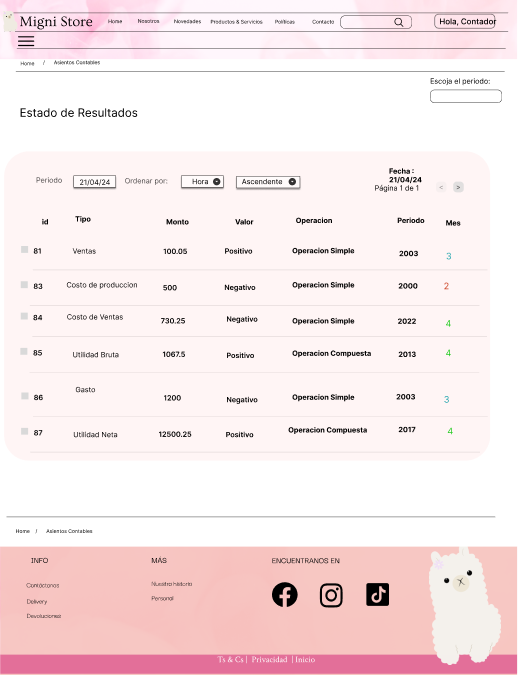 Migni Store Home Nosotros Novedades Productos & Servicios Políticas Contacto Hola, Contador
Home / Asientos Contables
Escoja el periodo:
Estado de Resultados
Periodo 21/04/24 Ordenar por: Hora Ascendente
Fecha :
21/04/24
Página 1 de 1 < >
id Tipo Monto Valor Operacion Periodo Mes
81 Ventas 100.05 Positivo Operacion Simple 2003 3
83 Costo de produccion 500 Negativo Operacion Simple 2000 2
84 Costo de Ventas 730.25 Negativo Operacion Simple 2022 4
85 Utilidad Bruta 1067.5 Positivo Operacion Compuesta 2013 4
86 Gasto 1200 Negativo Operacion Simple 2003 3
87 Utilidad Neta 12500.25 Positivo Operacion Compuesta 2017 4
Home / Asientos Contables
INFO MÁS ENCUENTRANOS EN
Contáctanos Nuestra historia
Delivery Personal
Devoluciones
Ts & Cs | Privacidad | Inicio